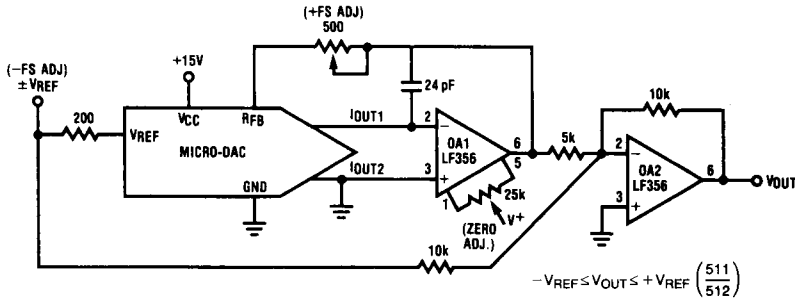 (+FS ADJ)
500
+15V
(−FS ADJ)
±VREF
24 pF
10k
200
VCC
RFB
IOUT1
2
−
6
VREF
MICRO-DAC
OA1
LF356
5k
2
−
OA2
LF356
6
VOUT
IOUT2
3
+
5
25k
1
V+
3
+
GND
(ZERO
ADJ.)
10k
−VREF ≤ VOUT ≤ +VREF (511/512)